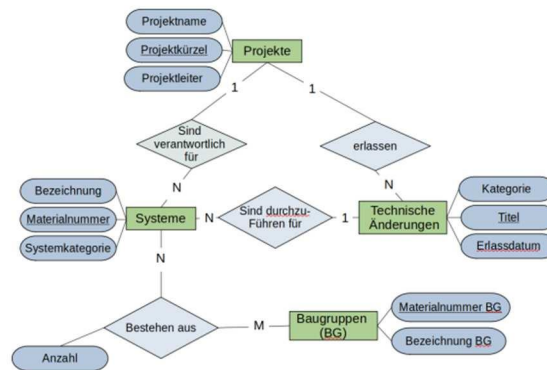 Projektname
Projektkürzel
Projektleiter
Projekte
1
1
Sind
verantwortlich
für
erlassen
N
N
Bezeichnung
Materialnummer
Systemkategorie
Systeme
N
Sind durchzu-
Führen für
1
Technische
Änderungen
Kategorie
Titel
Erlassdatum
N
Bestehen aus
M
Baugruppen
(BG)
Materialnummer BG
Bezeichnung BG
Anzahl